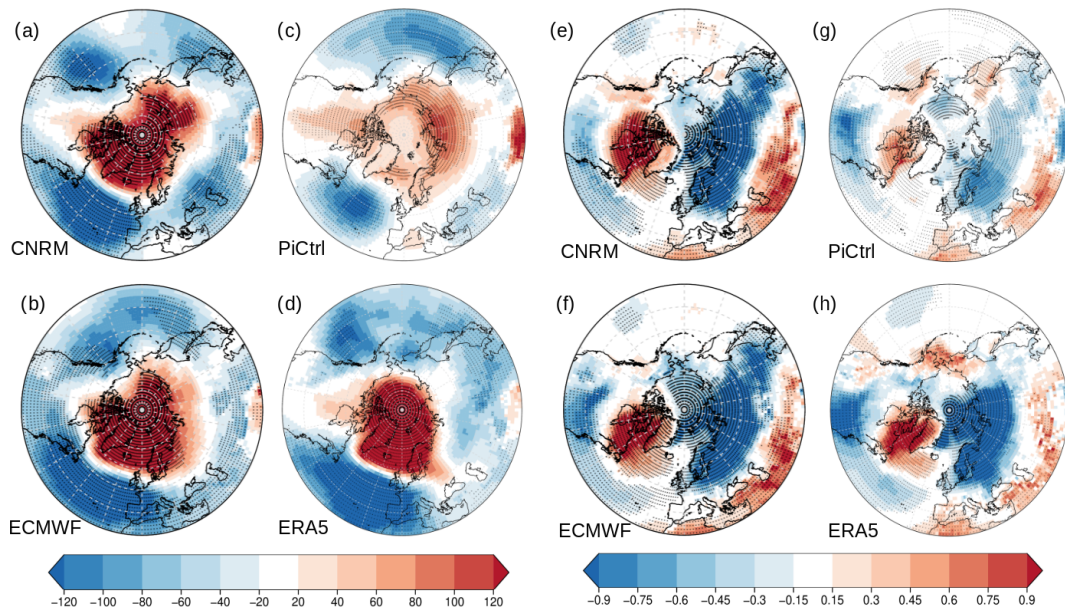 (a) (c) (e) (g)
CNRM PiCtrl CNRM PiCtrl
(b) (d) (f) (h)
ECMWF ERA5 ECMWF ERA5
−120 −100 −80 −60 −40 −20 20 40 60 80 100 120
−0.9 −0.75 −0.6 −0.45 −0.3 −0.15 0.15 0.3 0.45 0.6 0.75 0.9